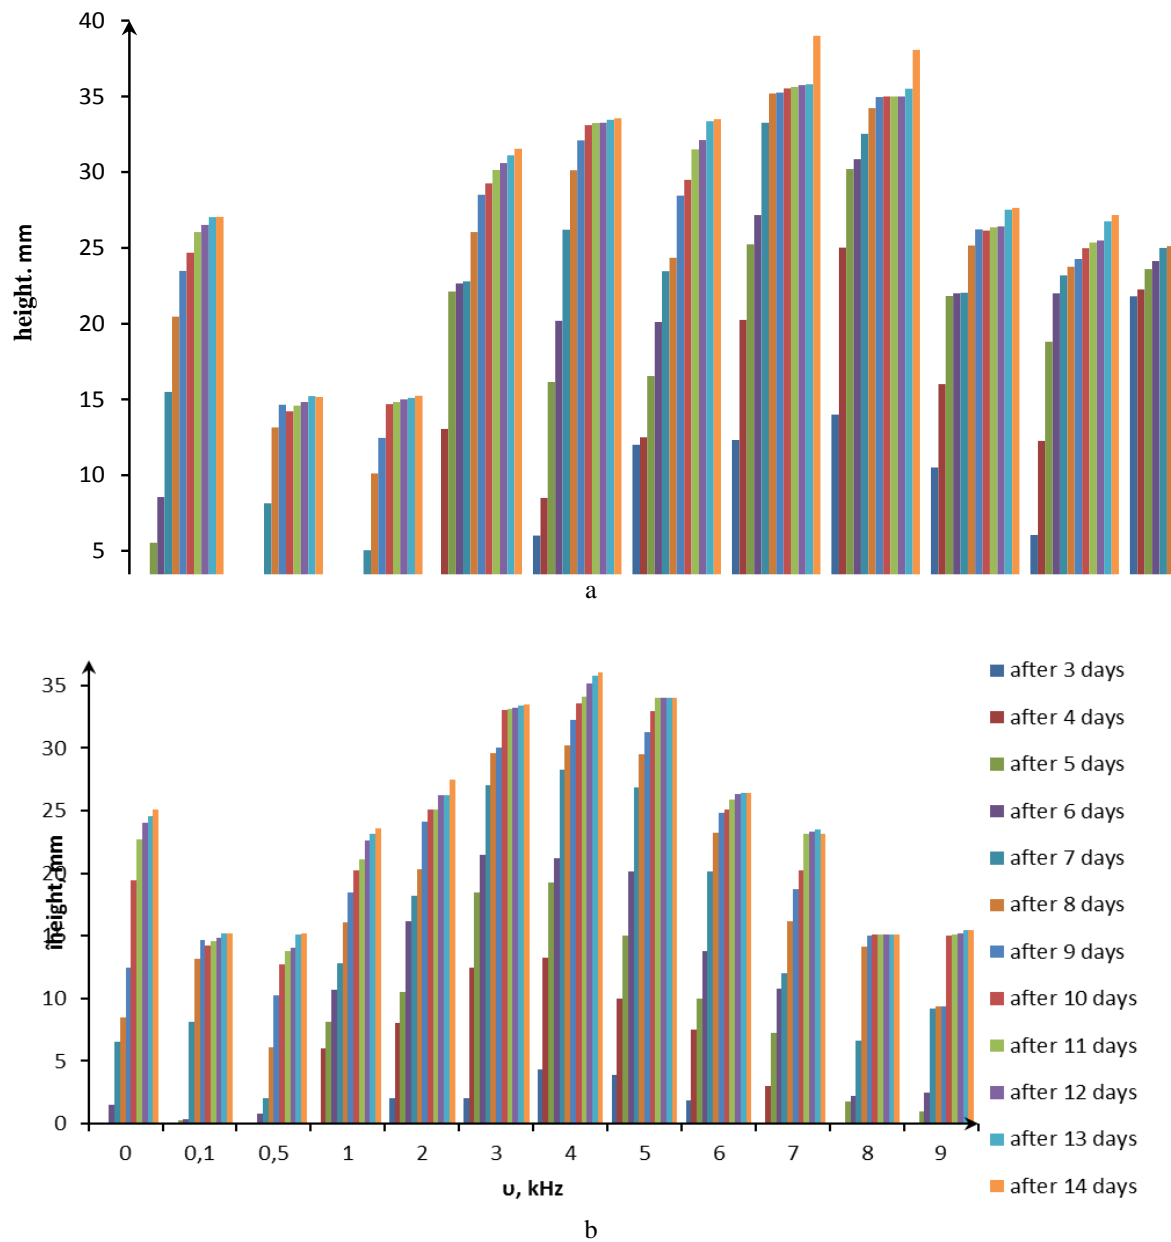 40
35
30
25
20
15
10
5
height. mm
a
35
30
25
20
15
10
5
0
height, mm
0 0,1 0,5 1 2 3 4 5 6 7 8 9
υ, kHz
after 3 days
after 4 days
after 5 days
after 6 days
after 7 days
after 8 days
after 9 days
after 10 days
after 11 days
after 12 days
after 13 days
after 14 days
b